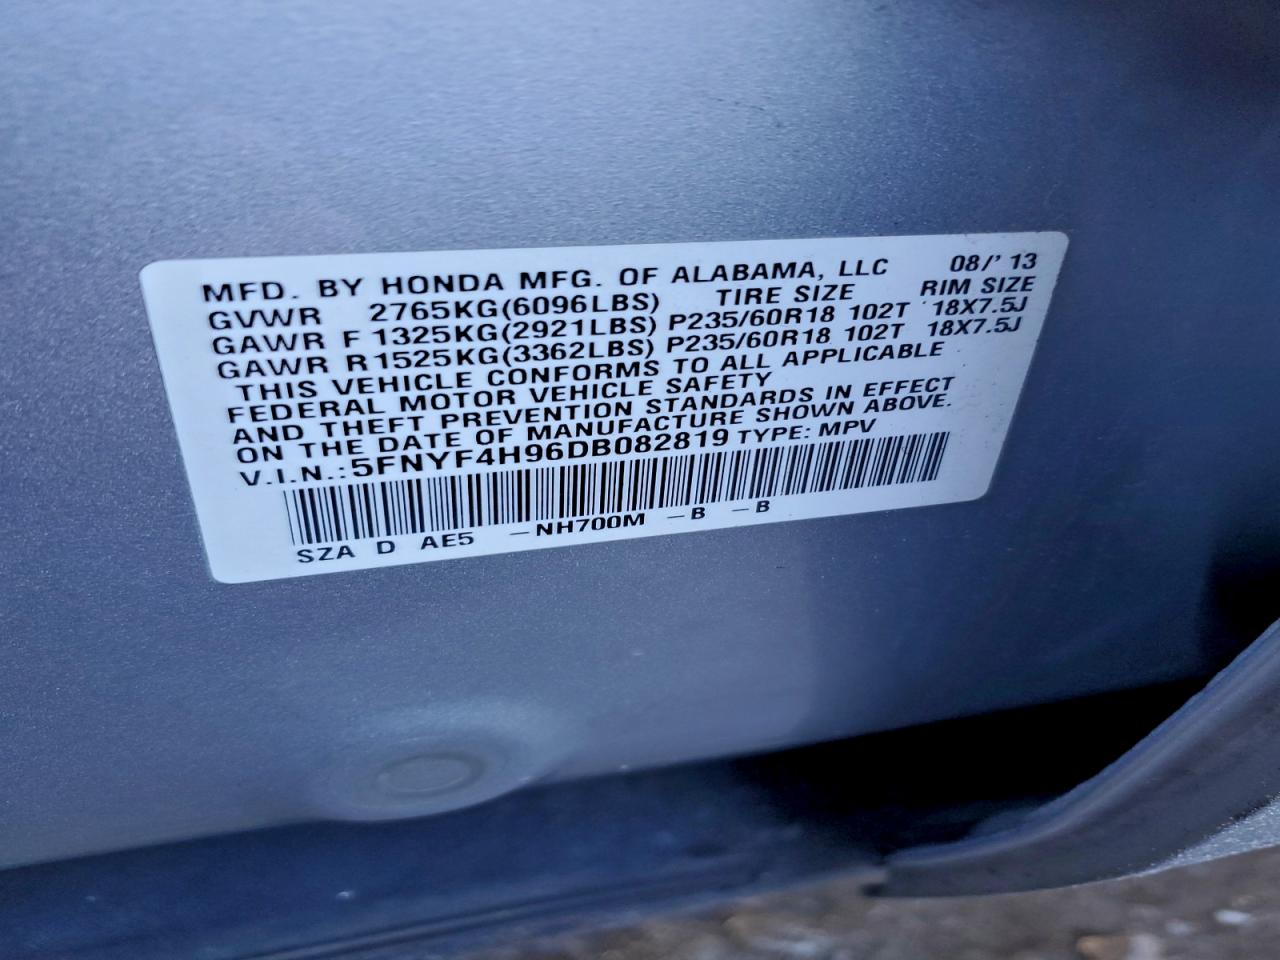 MFD. BY HONDA MFG. OF ALABAMA, LLC 08/'13
GVWR 2765KG(6096LBS) TIRE SIZE RIM SIZE
GAWR F 1325KG(2921LBS) P235/60R18 102T 18X7.5J
GAWR R1525KG(3362LBS) P235/60R18 102T 18X7.5J
THIS VEHICLE CONFORMS TO ALL APPLICABLE
FEDERAL MOTOR VEHICLE SAFETY
AND THEFT PREVENTION STANDARDS IN EFFECT
ON THE DATE OF MANUFACTURE SHOWN ABOVE.
V.I.N.:5FNYF4H96DB082819 TYPE: MPV
SZA D AE5 -NH700M -B -B